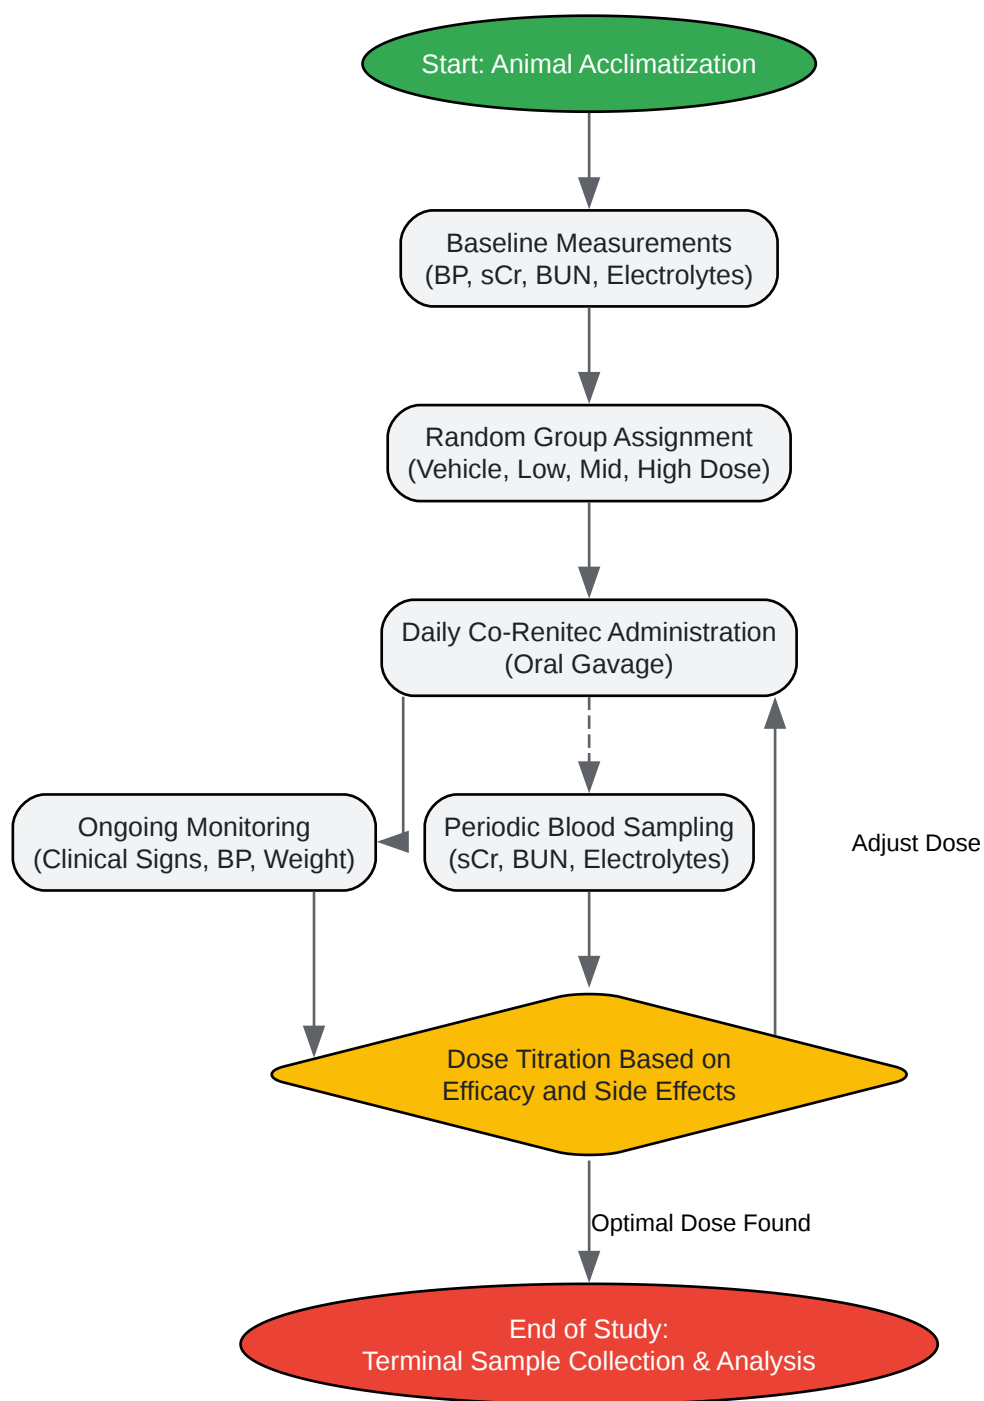 Start: Animal Acclimatization
Baseline Measurements
(BP, sCr, BUN, Electrolytes)
Random Group Assignment
(Vehicle, Low, Mid, High Dose)
Daily Co-Renitec Administration
(Oral Gavage)
Ongoing Monitoring
(Clinical Signs, BP, Weight)
Periodic Blood Sampling
(sCr, BUN, Electrolytes)
Adjust Dose
Dose Titration Based on
Efficacy and Side Effects
Optimal Dose Found
End of Study:
Terminal Sample Collection & Analysis